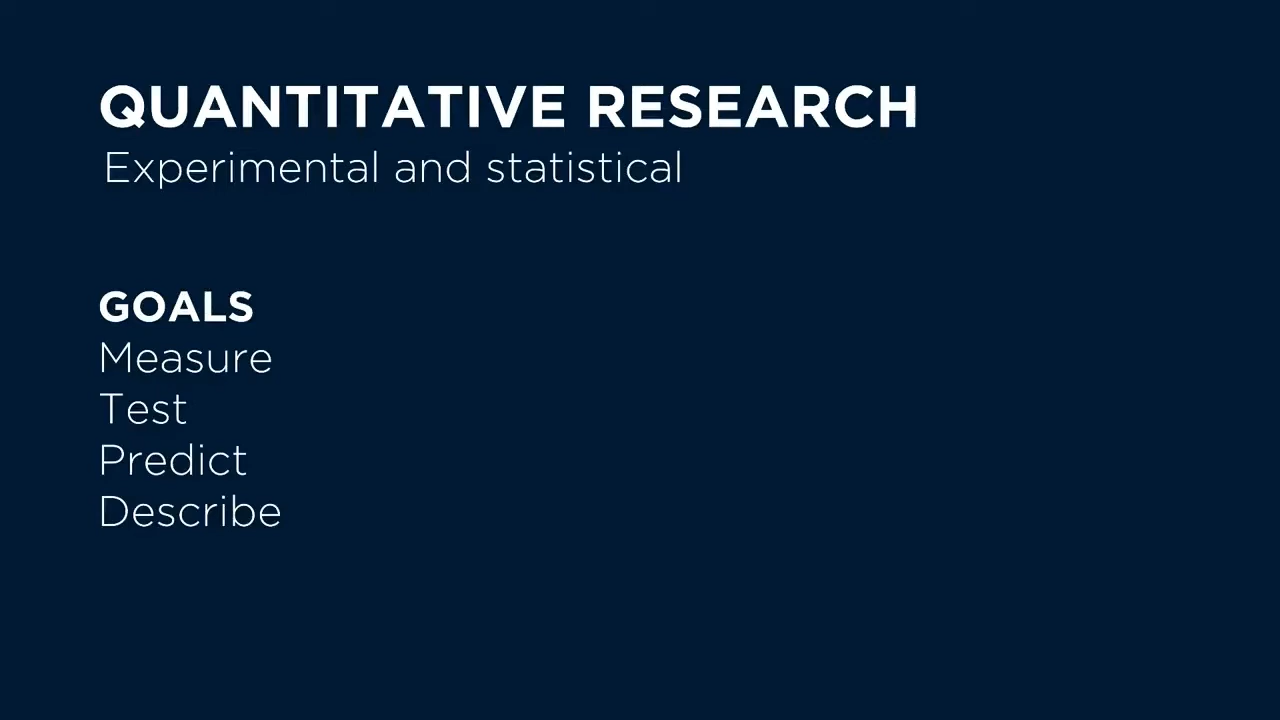 QUANTITATIVE RESEARCH
Experimental and statistical
GOALS
Measure
Test
Predict
Describe